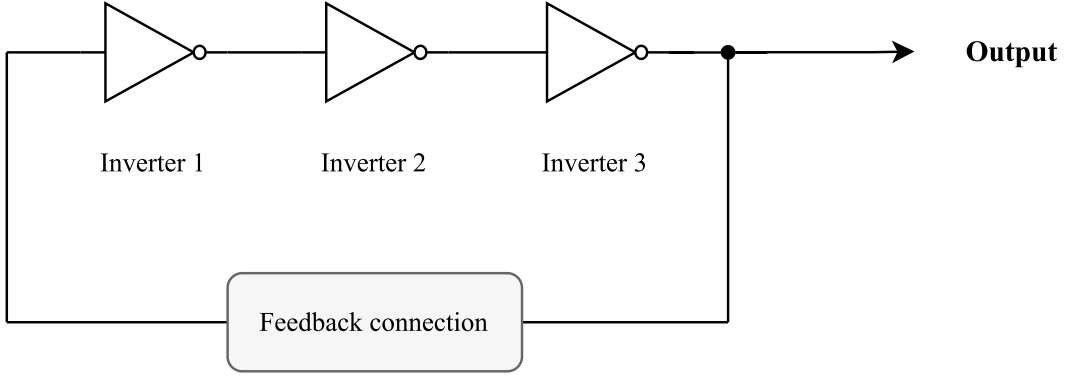 Output
Inverter 1
Inverter 2
Inverter 3
Feedback connection